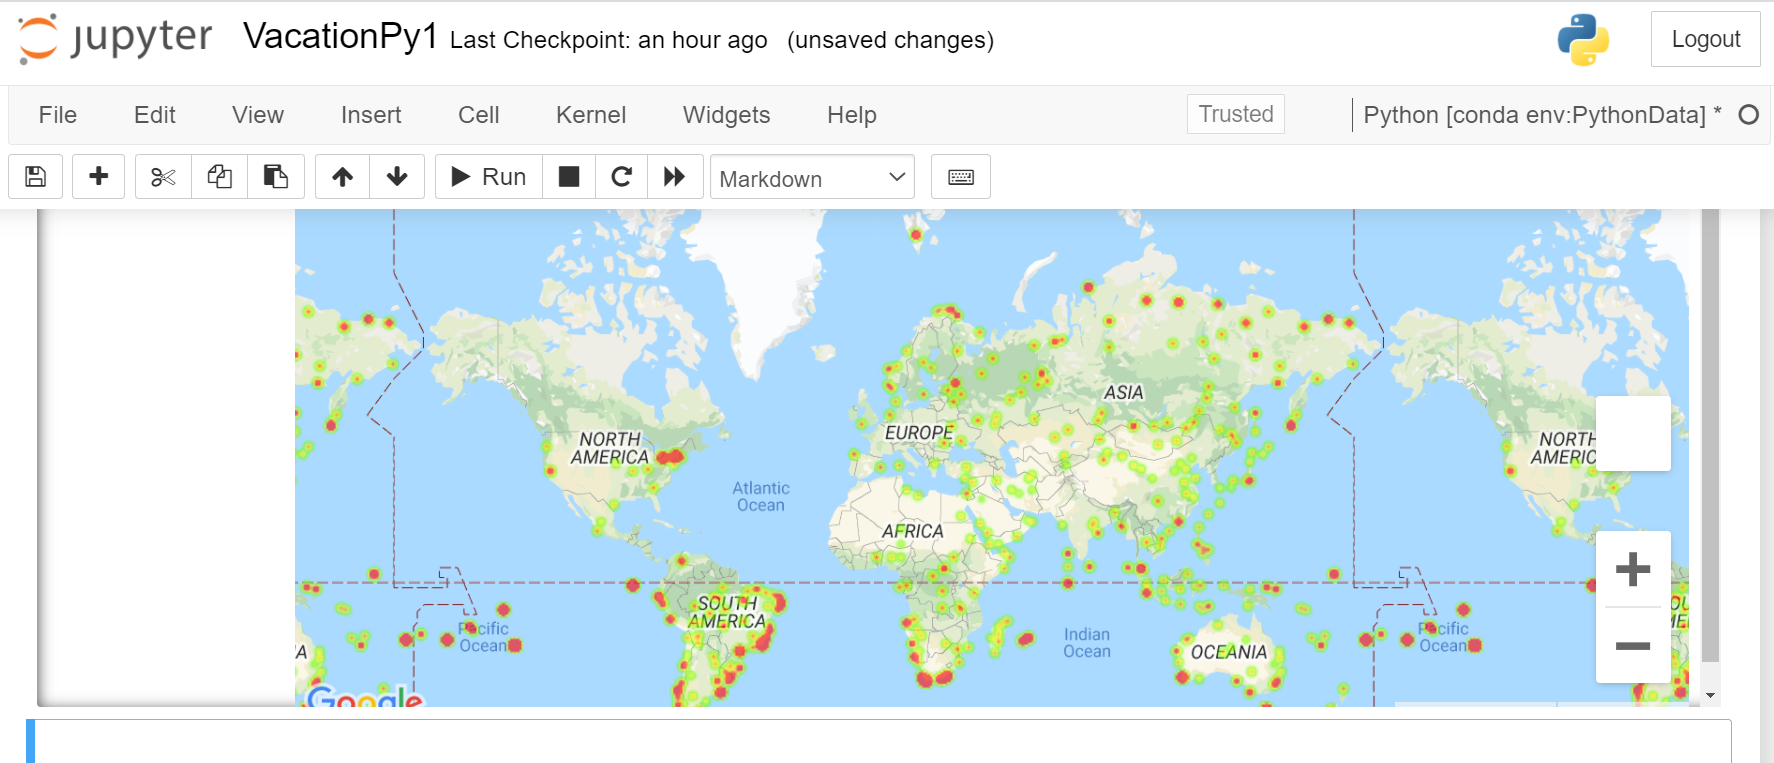 jupyter VacationPy1 Last Checkpoint: an hour ago (unsaved changes) Logout
File Edit View Insert Cell Kernel Widgets Help Trusted Python [conda env:PythonData] *
Run Markdown
ASIA
EUROPE
NORTH
AMERICA
NORTH
AMERIC
Atlantic
Ocean
AFRICA
SOUTH
AMERICA
OU
ME
Pacific
Ocean
Indian
Ocean
Pacific
Ocean
IA
OCEANIA
Google